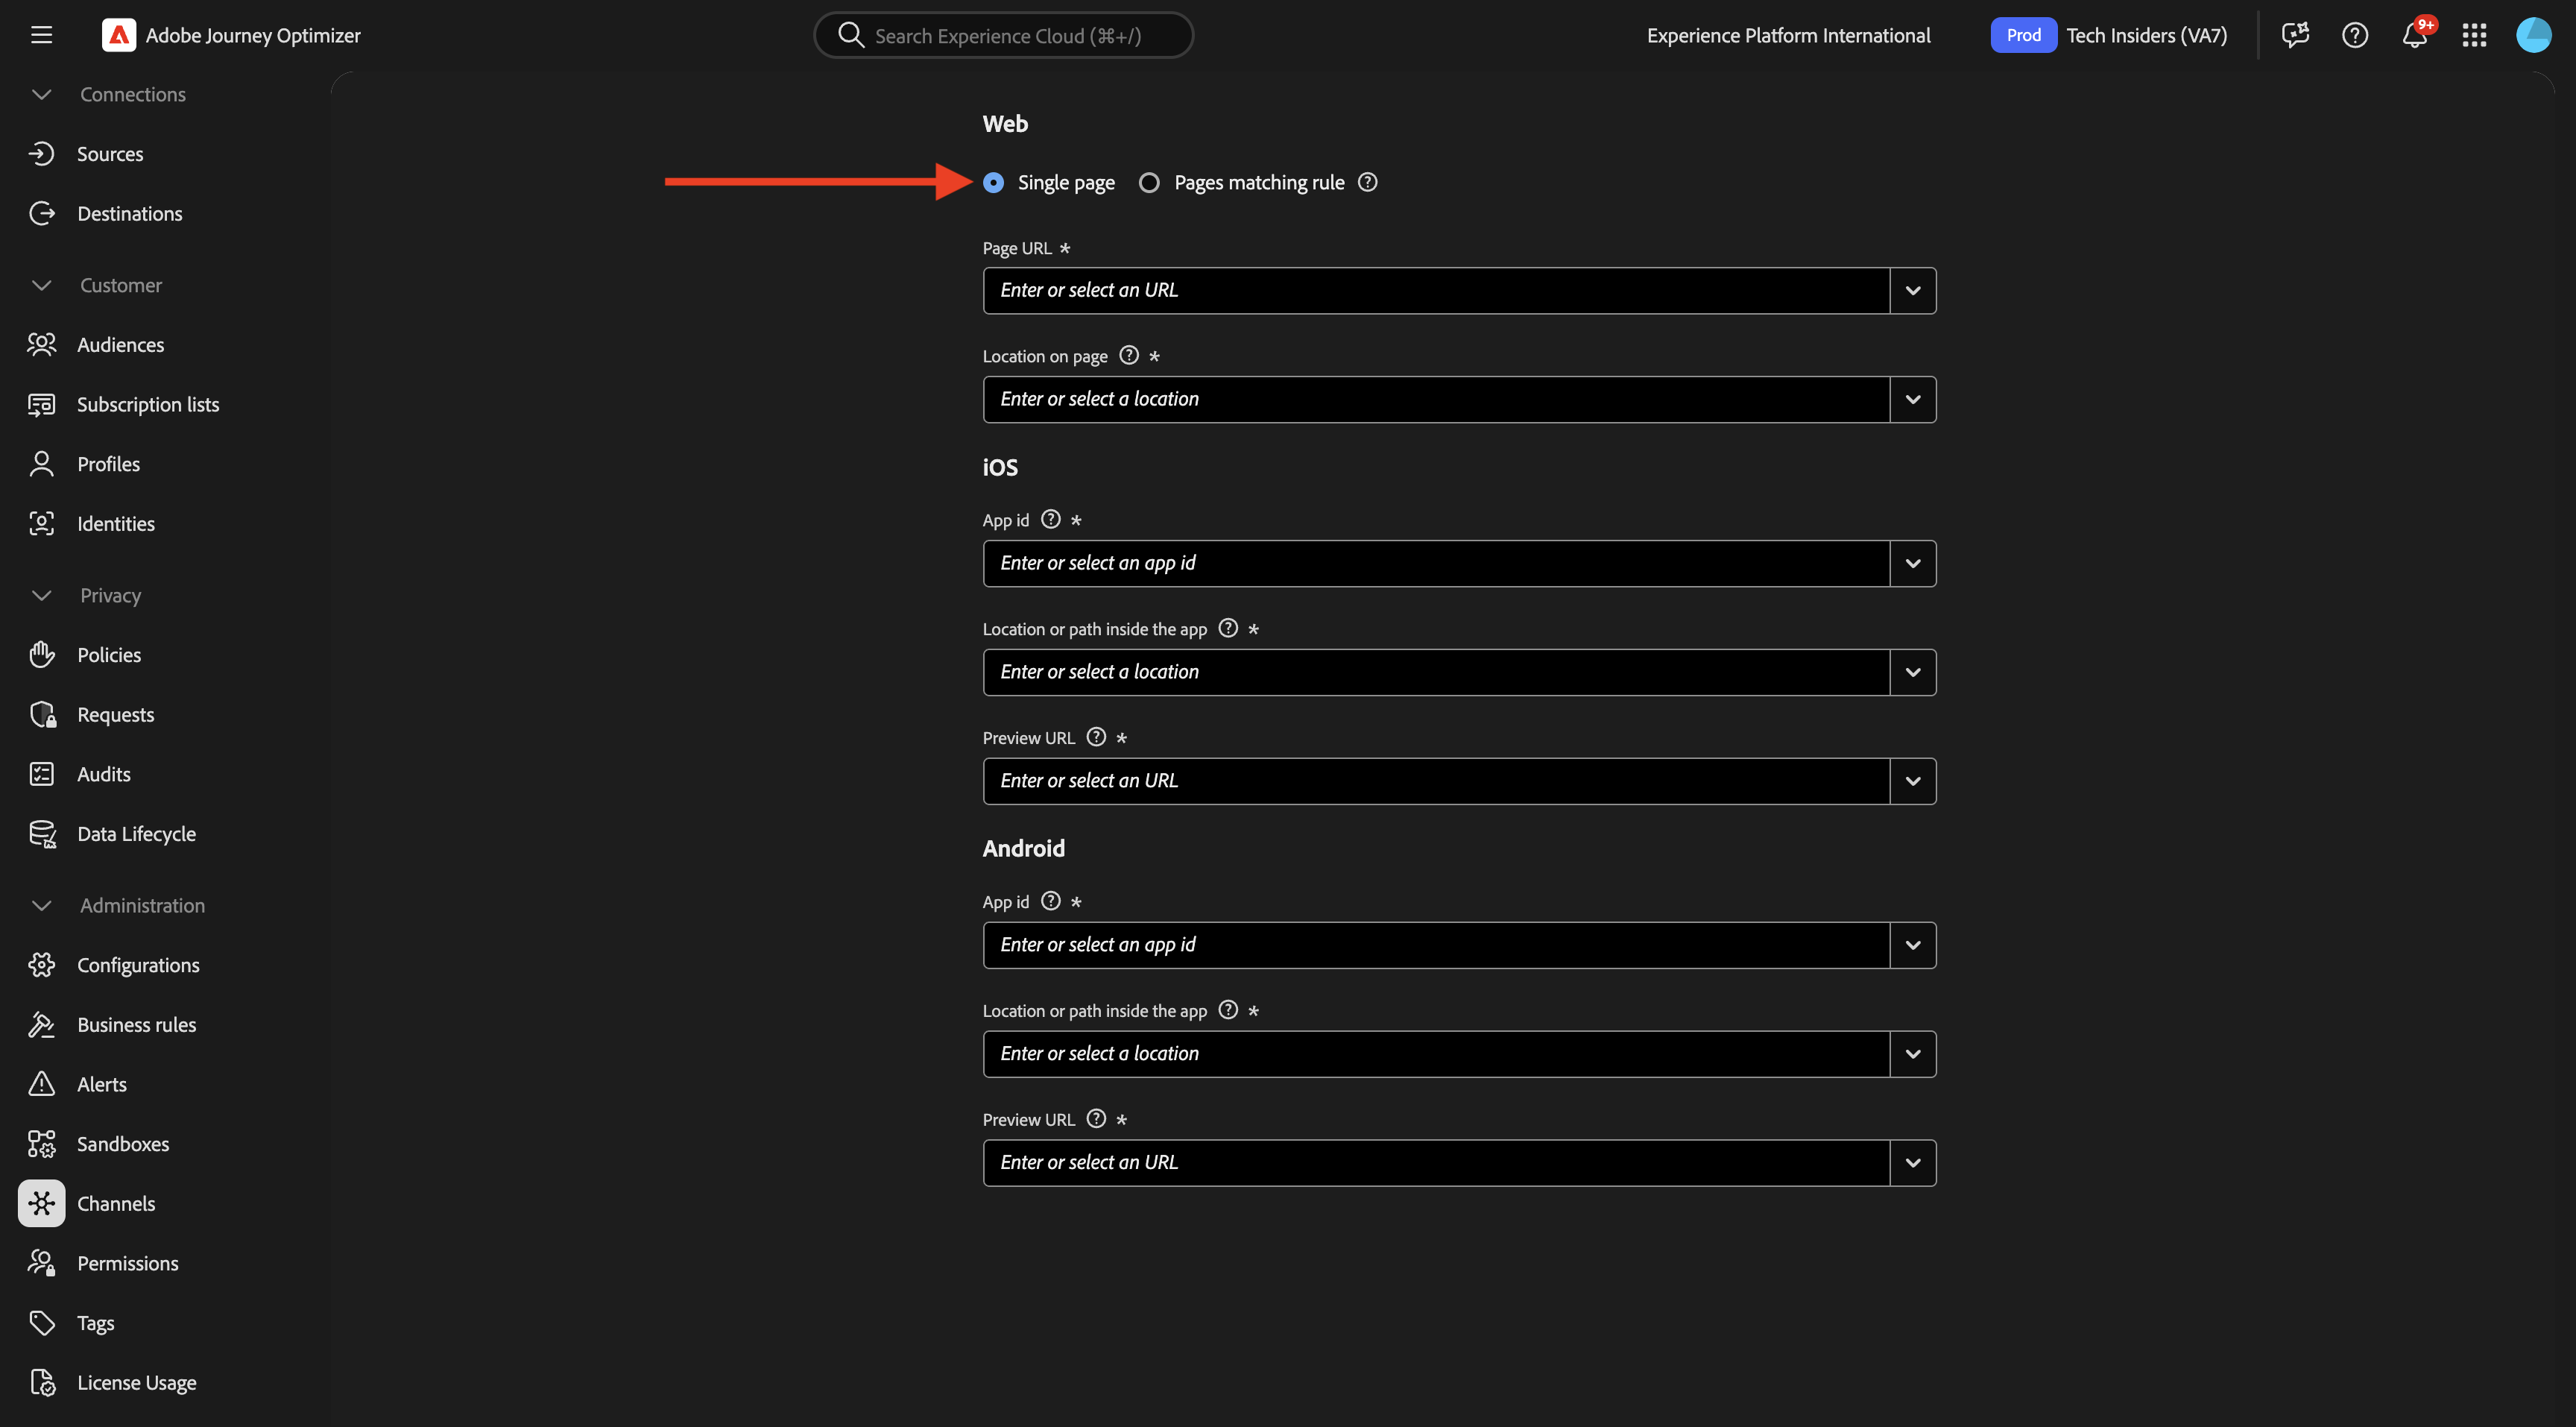 Adobe Journey Optimizer
Search Experience Cloud (⌘+/)
Experience Platform International
Prod
Tech Insiders (VA7)
9+
Connections
Sources
Destinations
Customer
Audiences
Subscription lists
Profiles
Identities
Privacy
Policies
Requests
Audits
Data Lifecycle
Administration
Configurations
Business rules
Alerts
Sandboxes
Channels
Permissions
Tags
License Usage
Web
Single page
Pages matching rule
Page URL *
Enter or select an URL
Location on page *
Enter or select a location
iOS
App id *
Enter or select an app id
Location or path inside the app *
Enter or select a location
Preview URL *
Enter or select an URL
Android
App id *
Enter or select an app id
Location or path inside the app *
Enter or select a location
Preview URL *
Enter or select an URL